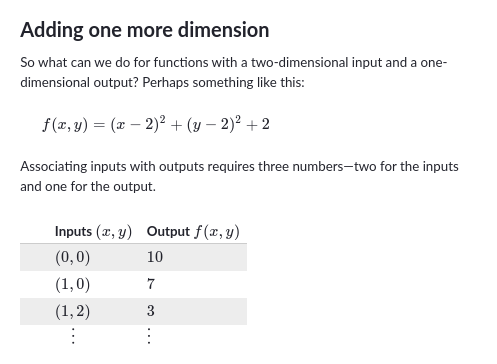 Adding one more dimension
So what can we do for functions with a two-dimensional input and a one-
dimensional output? Perhaps something like this:
f(x, y) = (x − 2)² + (y − 2)² + 2
Associating inputs with outputs requires three numbers—two for the inputs
and one for the output.
Inputs (x, y) Output f(x, y)
(0, 0) 10
(1, 0) 7
(1, 2) 3
⋮ ⋮